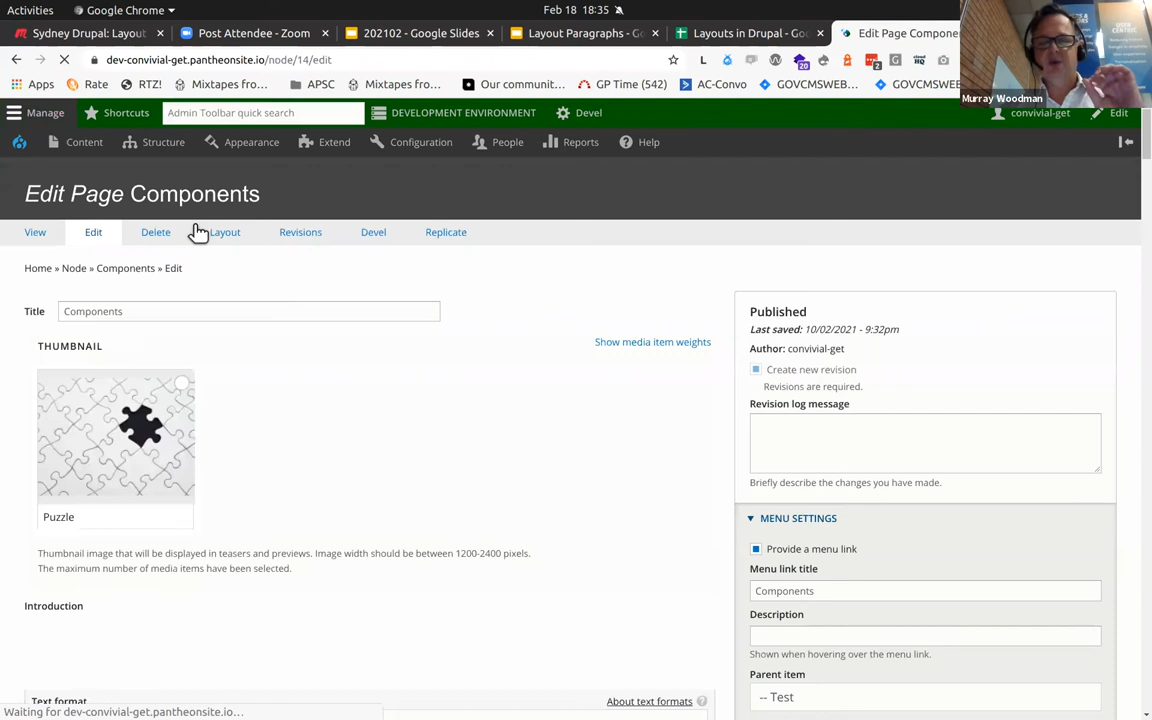 Activities
Google Chrome
Feb 18 18:35
Sydney Drupal: Layou
Post Attendee - Zoom
202102 - Google Slides
Layout Paragraphs - Go
Layouts in Drupal - Goo
Edit Page Componen
dev-convivial-get.pantheonsite.io/node/14/edit
Apps
Rate
RTZ!
Mixtapes fro...
APSC
Mixtapes fro...
Our communit...
GP Time (542)
AC-Convo
GOVCMSWEB...
GOVCMSWE
Murray Woodman
Manage
Shortcuts
Admin Toolbar quick search
DEVELOPMENT ENVIRONMENT
Devel
convivial-get
Edit
Content
Structure
Appearance
Extend
Configuration
People
Reports
Help
Edit Page Components
View
Edit
Delete
Layout
Revisions
Devel
Replicate
Home » Node » Components » Edit
Title
Components
THUMBNAIL
Show media item weights
Puzzle
Thumbnail image that will be displayed in teasers and previews. Image width should be between 1200-2400 pixels.
The maximum number of media items have been selected.
Introduction
Text format
About text formats
Published
Last saved: 10/02/2021 - 9:32pm
Author: convivial-get
Create new revision
Revisions are required.
Revision log message
Briefly describe the changes you have made.
MENU SETTINGS
Provide a menu link
Menu link title
Components
Description
Shown when hovering over the menu link.
Parent item
-- Test
Waiting for dev-convivial-get.pantheonsite.io...